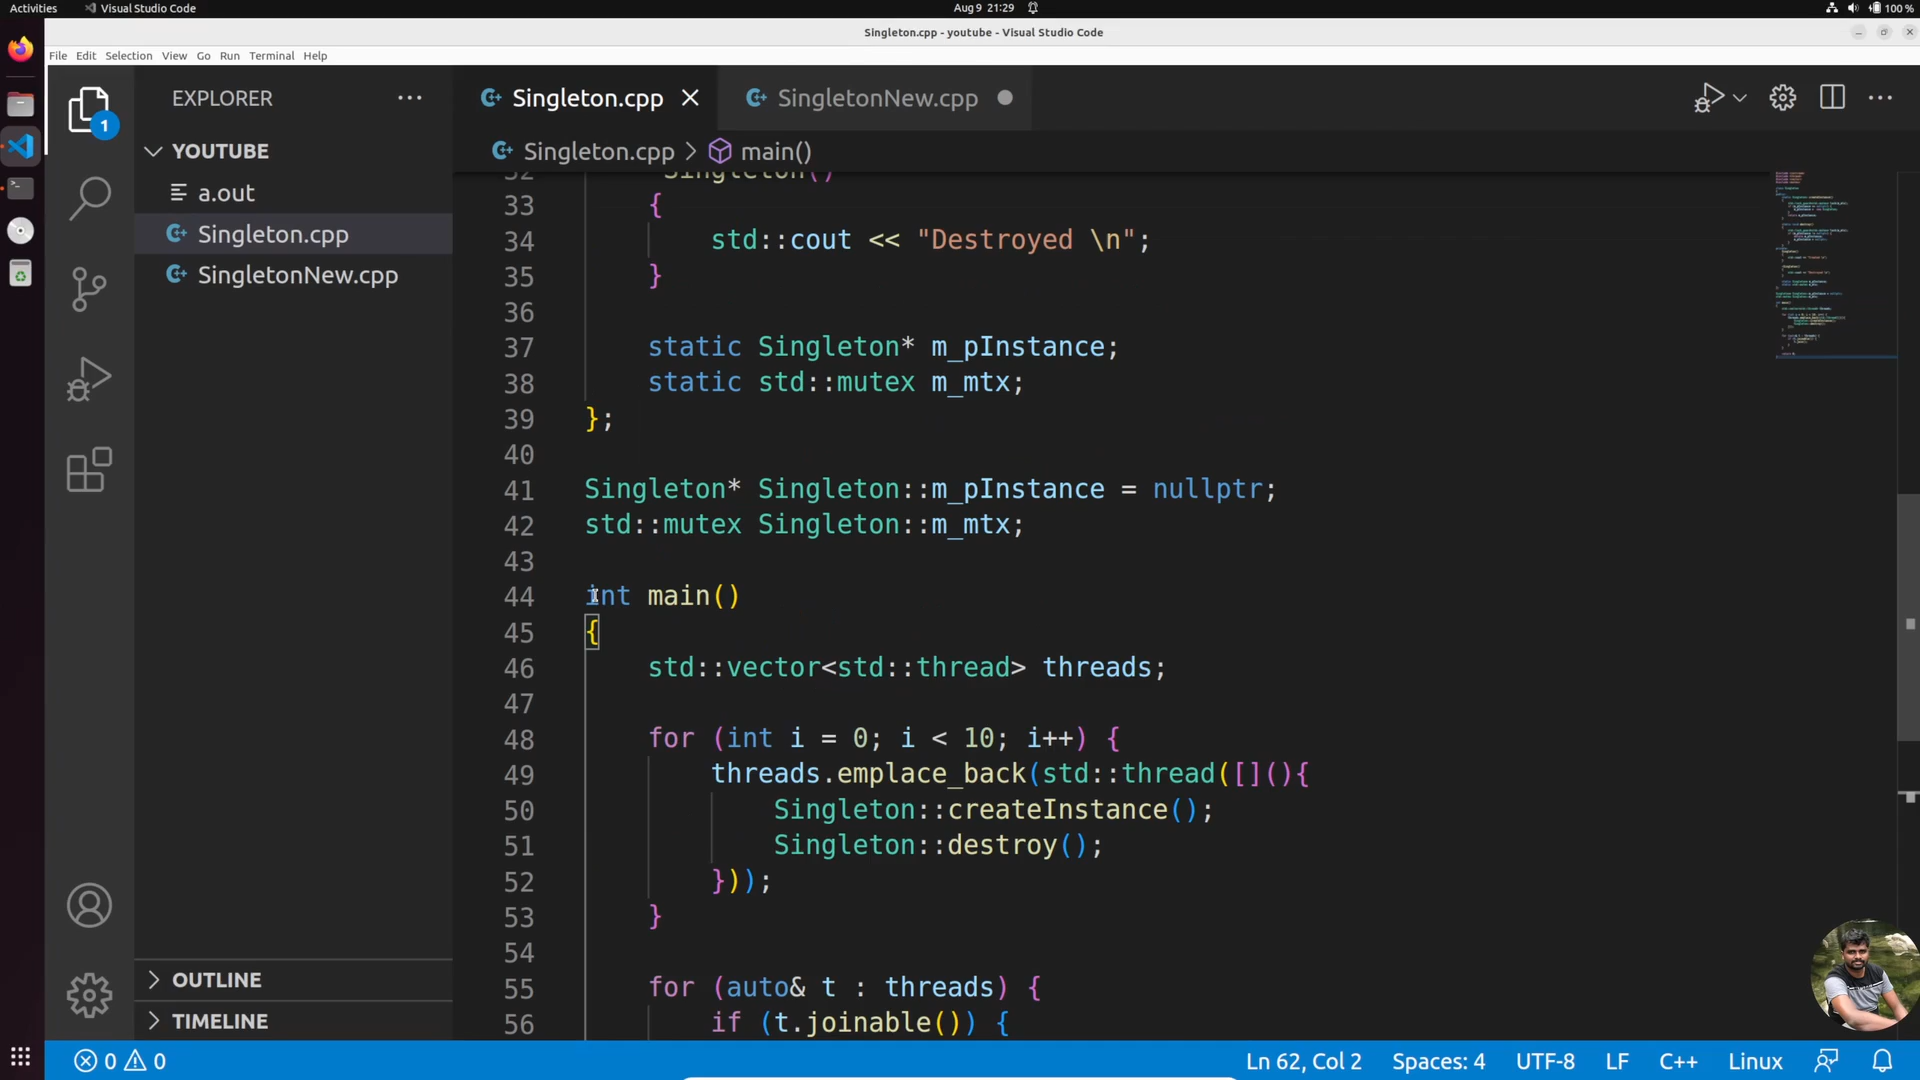 Activities
Visual Studio Code
Aug 9 21:29
100 %
Singleton.cpp - youtube - Visual Studio Code
File Edit Selection View Go Run Terminal Help
EXPLORER
Singleton.cpp
SingletonNew.cpp
1
YOUTUBE
Singleton.cpp > main()
a.out
Singleton.cpp
SingletonNew.cpp
32 ~Singleton()
33 {
34 std::cout << "Destroyed \n";
35 }
36
37 static Singleton* m_pInstance;
38 static std::mutex m_mtx;
39 };
40
41 Singleton* Singleton::m_pInstance = nullptr;
42 std::mutex Singleton::m_mtx;
43
44 int main()
45 {
46 std::vector<std::thread> threads;
47
48 for (int i = 0; i < 10; i++) {
49 threads.emplace_back(std::thread([](){
50 Singleton::createInstance();
51 Singleton::destroy();
52 }));
53 }
54
55 for (auto& t : threads) {
56 if (t.joinable()) {
OUTLINE
TIMELINE
0 0
Ln 62, Col 2 Spaces: 4 UTF-8 LF C++ Linux